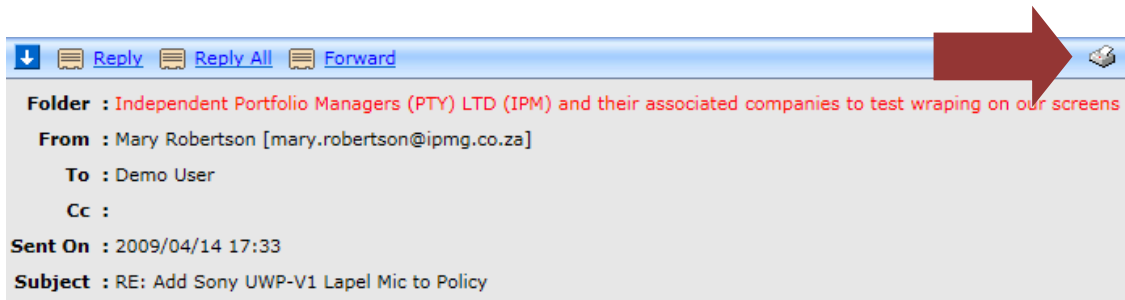 Reply Reply All Forward
Folder : Independent Portfolio Managers (PTY) LTD (IPM) and their associated companies to test wraping on our screens
From : Mary Robertson [mary.robertson@ipmg.co.za]
To : Demo User
Cc :
Sent On : 2009/04/14 17:33
Subject : RE: Add Sony UWP-V1 Lapel Mic to Policy